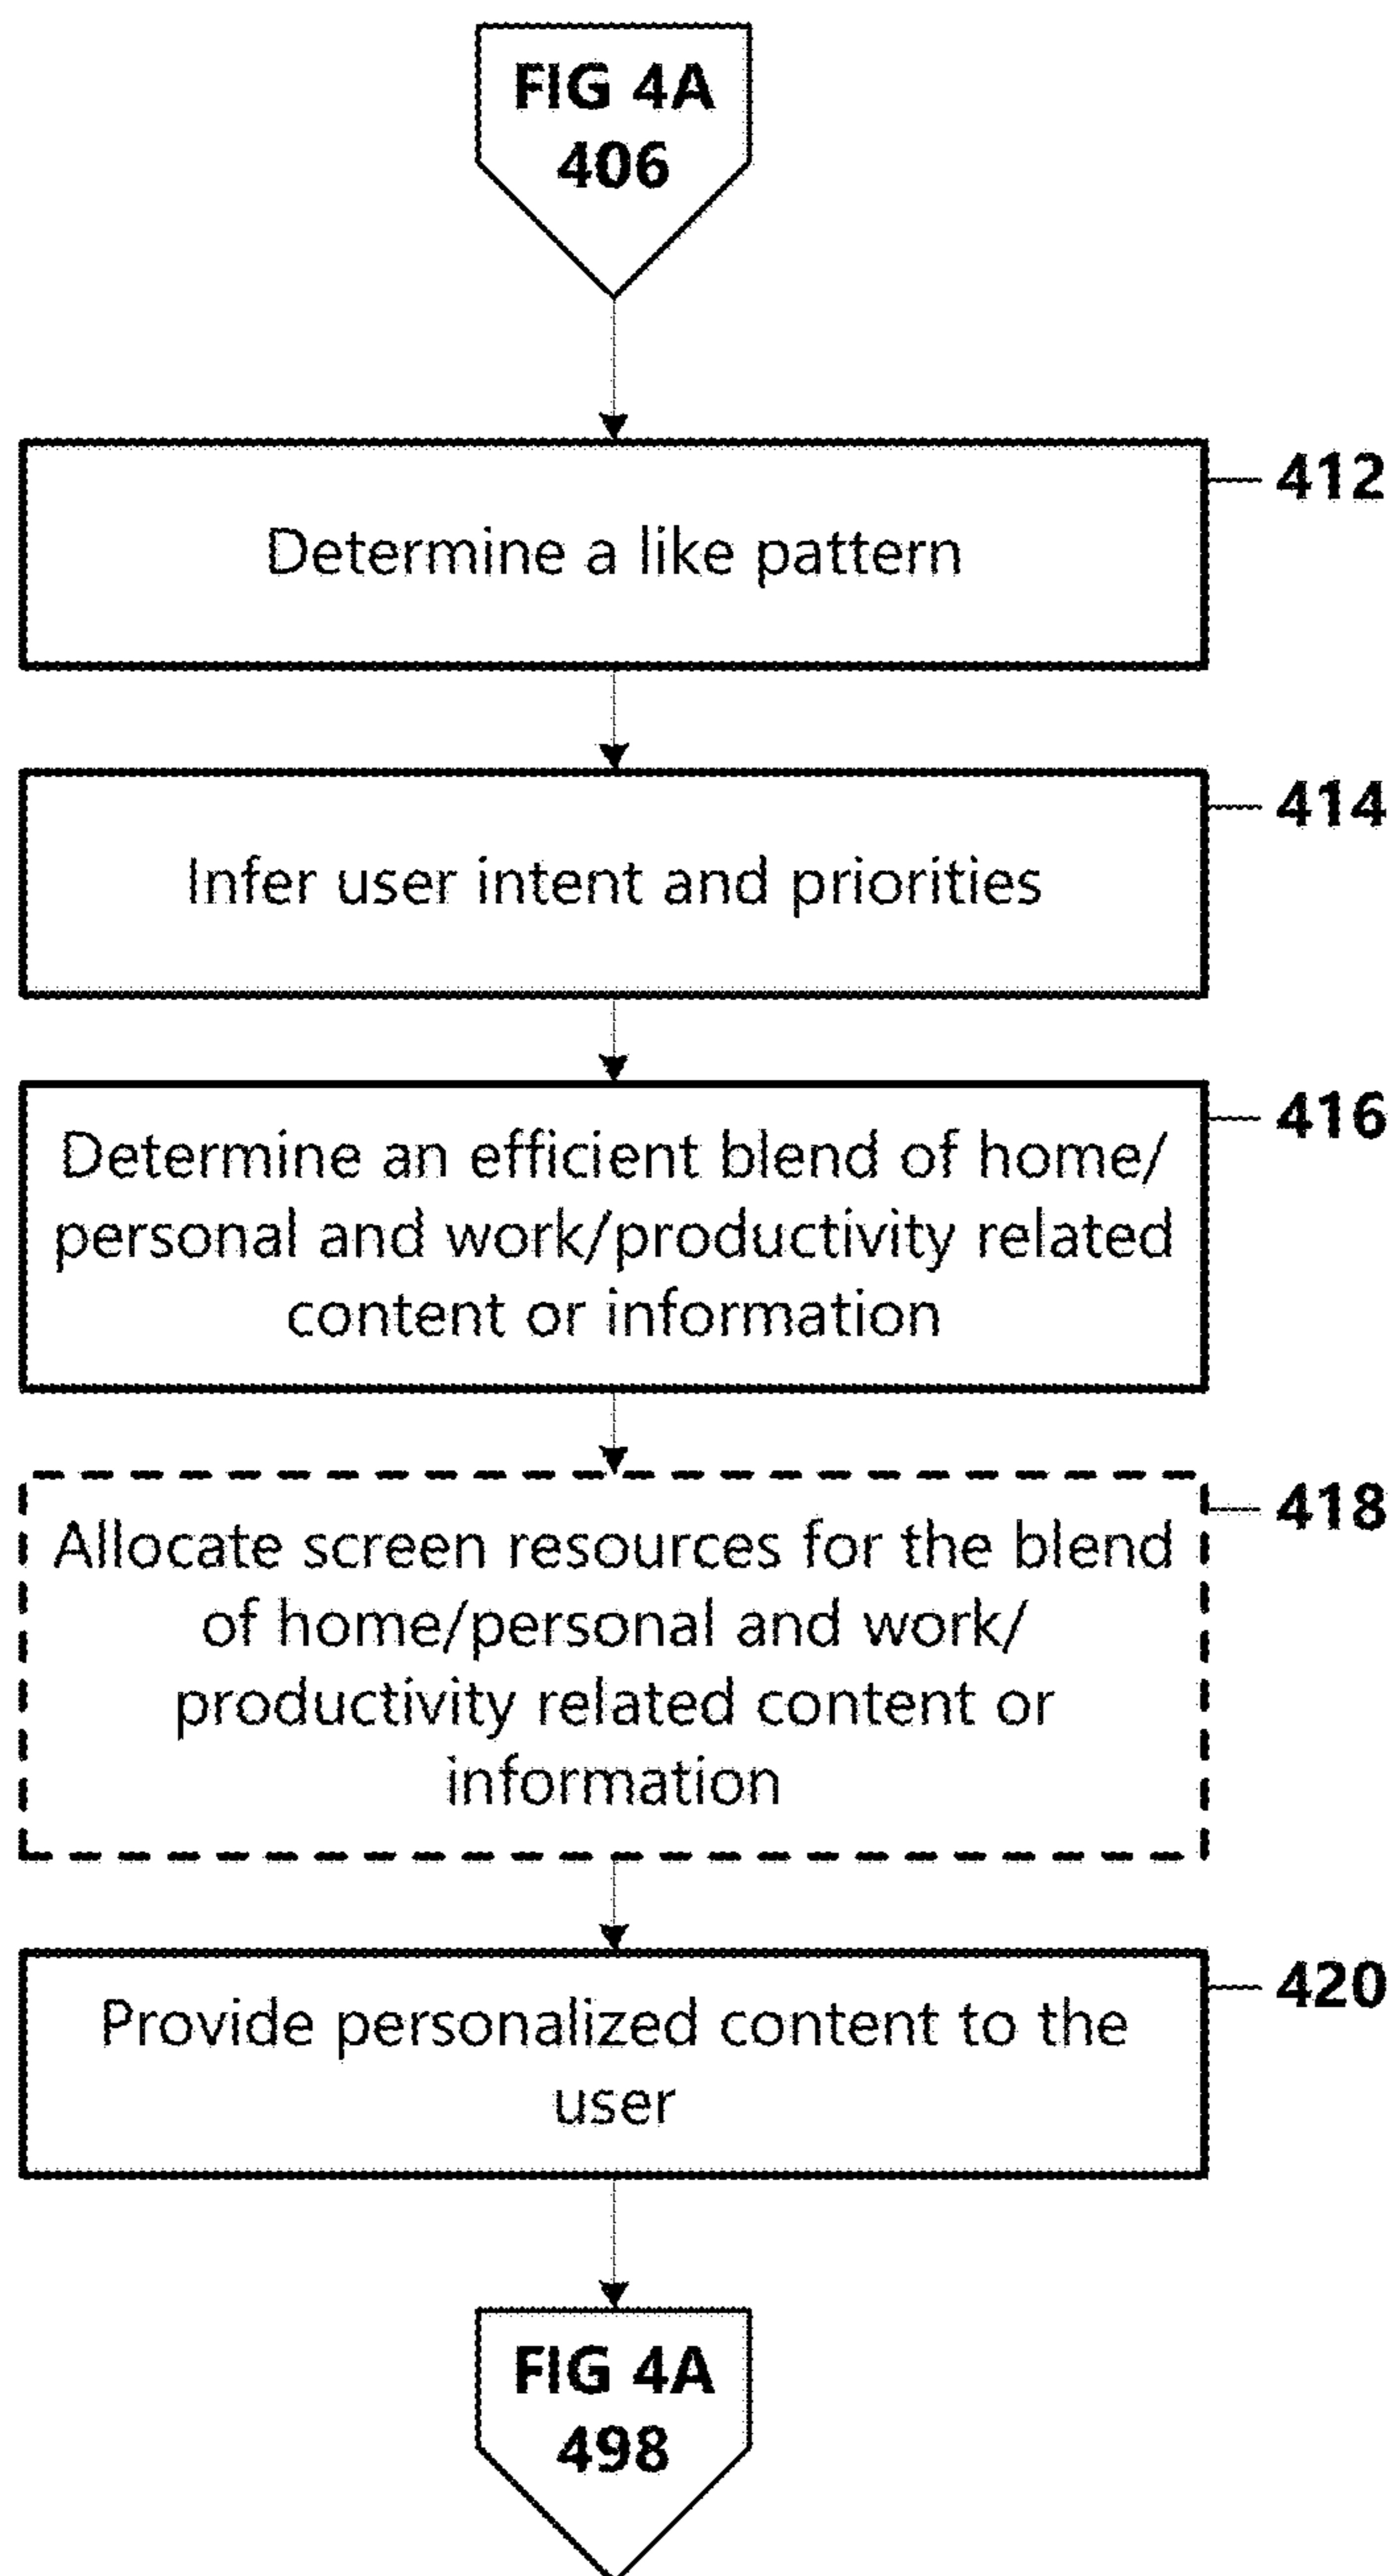 FIG 4A
406
412
Determine a like pattern
414
Infer user intent and priorities
416
Determine an efficient blend of home/
personal and work/productivity related
content or information
418
Allocate screen resources for the blend
of home/personal and work/
productivity related content or
information
420
Provide personalized content to the
user
FIG 4A
498